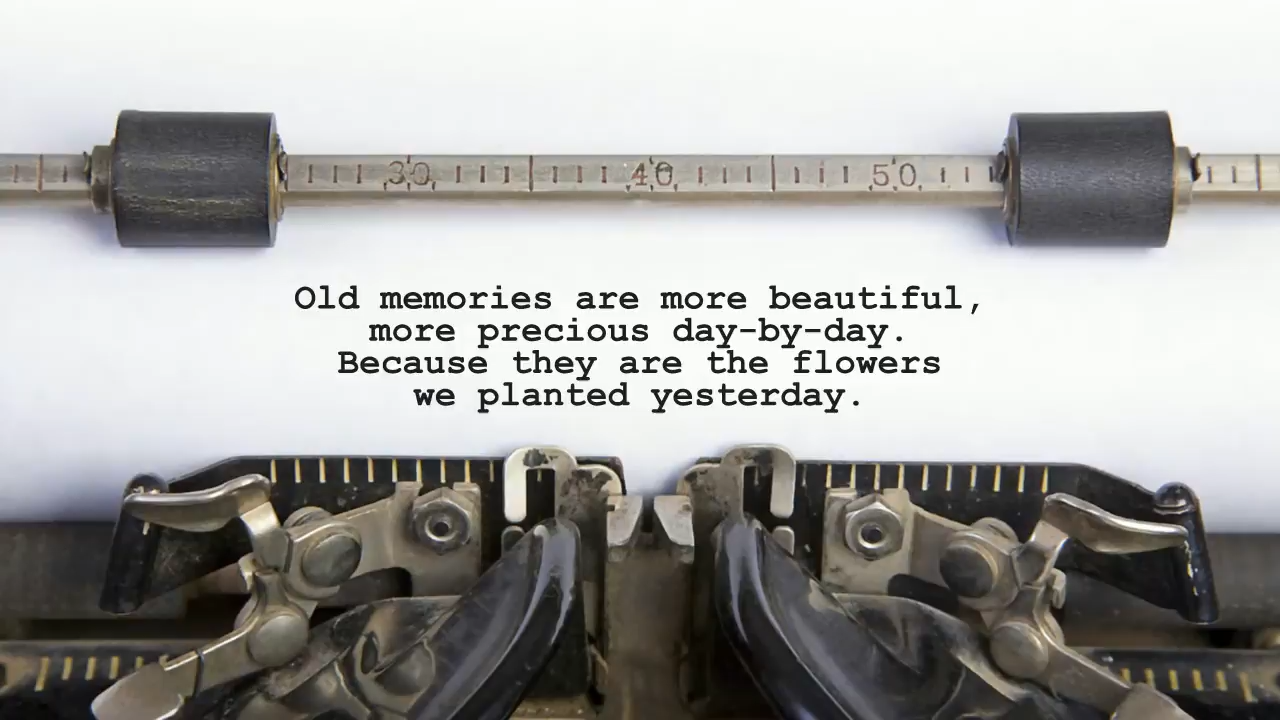 30 40 50
Old memories are more beautiful,
more precious day-by-day.
Because they are the flowers
we planted yesterday.